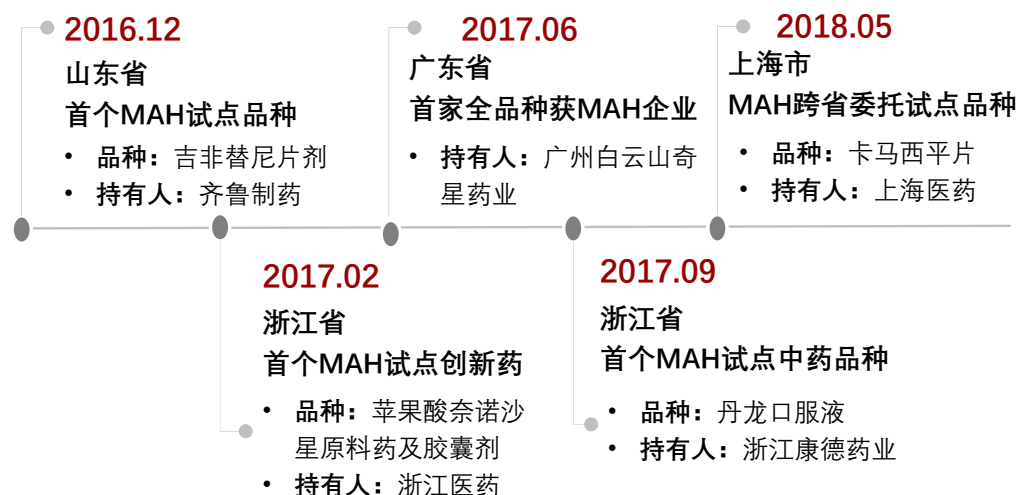 2016.12
山东省
首个MAH试点品种
• 品种：吉非替尼片剂
• 持有人：齐鲁制药
2017.02
浙江省
首个MAH试点创新药
• 品种：苹果酸奈诺沙
星原料药及胶囊剂
• 持有人：浙江医药
2017.06
广东省
首家全品种获MAH企业
• 持有人：广州白云山奇
星药业
2017.09
浙江省
首个MAH试点中药品种
• 品种：丹龙口服液
• 持有人：浙江康德药业
2018.05
上海市
MAH跨省委托试点品种
• 品种：卡马西平片
• 持有人：上海医药